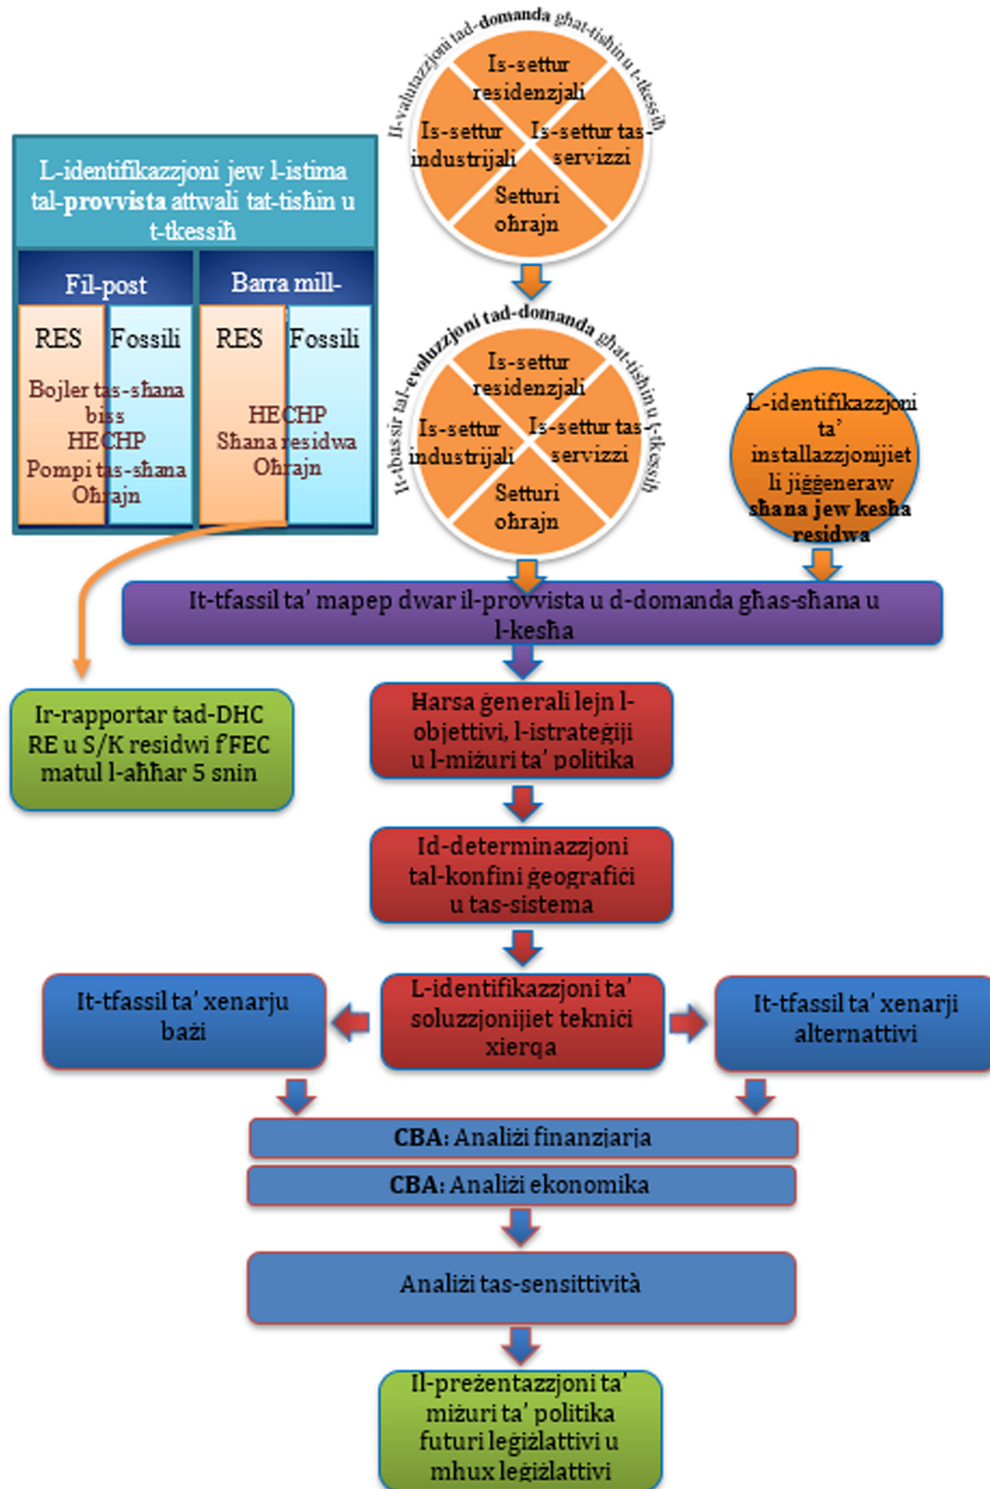 Il-valutazzjoni tad-domanda għat-tisħin u t-tkessiħ
Is-settur
residenzjali
Is-settur
industrijali
Is-settur tas-
servizzi
Setturi
oħrajn
L-identifikazzjoni jew l-istima
tal-provvista attwali tat-tisħin u
t-tkessiħ
Fil-post
Barra mill-
RES
Fossili
RES
Fossili
Bojler tas-sħana
biss
HECHP
Pompi tas-sħana
Oħrajn
HECHP
Sħana residwa
Oħrajn
It-tbassir tal-evoluzzjoni tad-domanda għat-tisħin u t-tkessiħ
Is-settur
residenzjali
Is-settur
industrijali
Is-settur tas-
servizzi
Setturi
oħrajn
L-identifikazzjoni
ta’
installazzjonijiet
li jiġġeneraw
sħana jew kesħa
residwa
It-tfassil ta’ mapep dwar il-provvista u d-domanda għas-sħana u
l-kesħa
Ir-rapportar tad-DHC
RE u S/K residwi f’FEC
matul l-aħħar 5 snin
Ħarsa ġenerali lejn l-
objettivi, l-istrateġiji
u l-miżuri ta’ politika
Id-determinazzjoni
tal-konfini ġeografiċi
u tas-sistema
It-tfassil ta’ xenarju
bażi
L-identifikazzjoni ta’
soluzzjonijiet tekniċi
xierqa
It-tfassil ta’ xenarji
alternattivi
CBA: Analiżi finanzjarja
CBA: Analiżi ekonomika
Analiżi tas-sensittività
Il-preżentazzjoni ta’
miżuri ta’ politika
futuri leġiżlattivi u
mhux leġiżlattivi